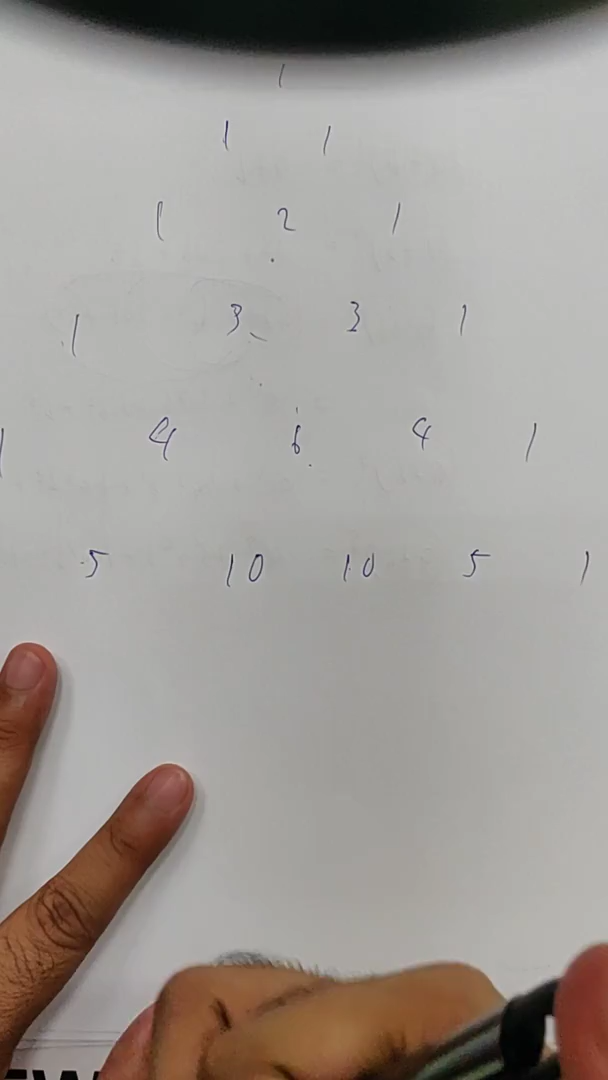 1
1 1
1 2 1
1 3 3 1
1 4 6 4 1
5 10 10 5 1